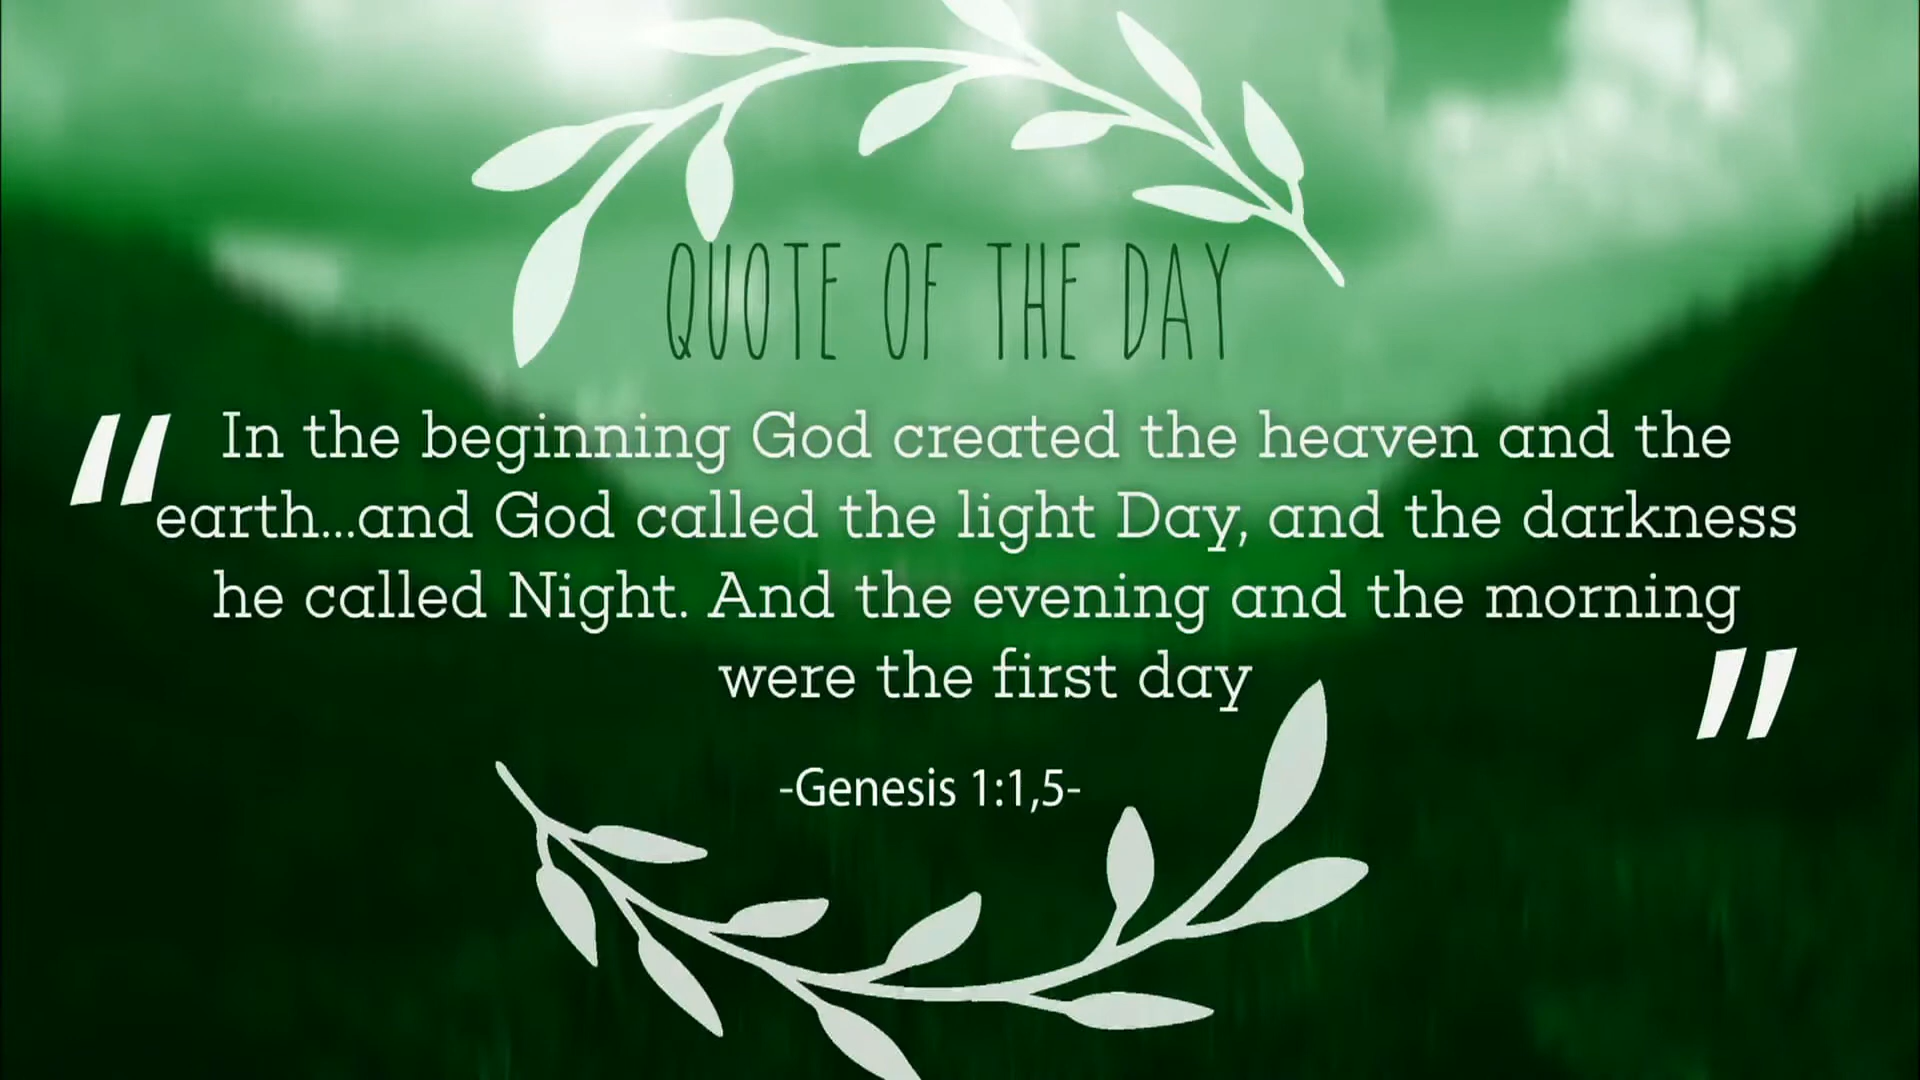 QUOTE OF THE DAY
“ In the beginning God created the heaven and the
earth...and God called the light Day, and the darkness
he called Night. And the evening and the morning
were the first day ”
-Genesis 1:1,5-